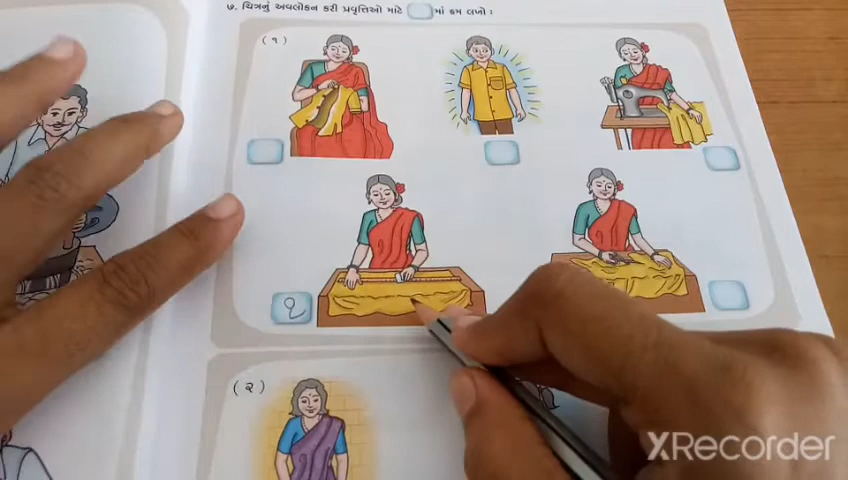 ૭. ચિત્રનું અવલોકન કરી પ્રવૃત્તિઓ માટે માં ક્રમ લખો :
(૧)
૧
(૨)
XRecorder